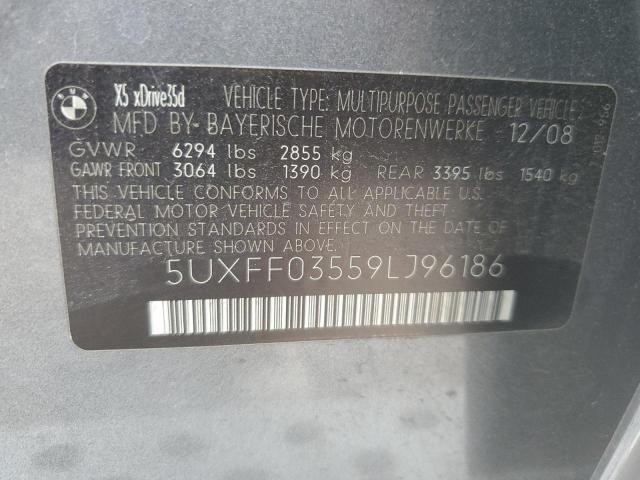 BMW
X5 xDrive35d VEHICLE TYPE: MULTIPURPOSE PASSENGER VEHICLE
MFD BY-BAYERISCHE MOTORENWERKE 12/08
GVWR 6294 lbs 2855 kg
GAWR FRONT 3064 lbs 1390 kg REAR 3395 lbs 1540 kg
THIS VEHICLE CONFORMS TO ALL APPLICABLE U.S.
FEDERAL MOTOR VEHICLE SAFETY AND THEFT
PREVENTION STANDARDS IN EFFECT ON THE DATE OF
MANUFACTURE SHOWN ABOVE.
5UXFF03559LJ96186